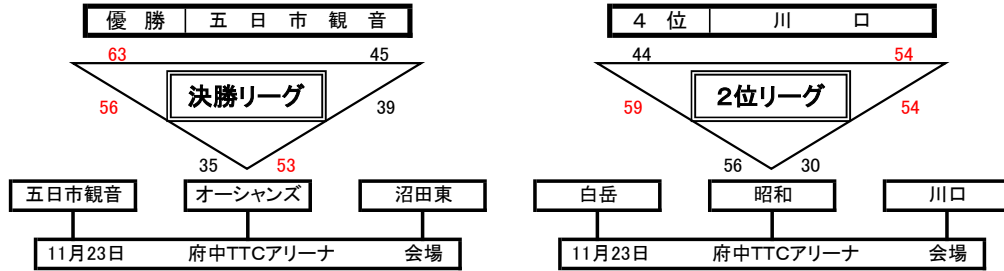 優 勝 五 日 市 観 音 4 位 川 口
63 45 44 54
決勝リーグ 2位リーグ
56 39 59 54
35 53 56 30
五日市観音 オーシャンズ 沼田東 白岳 昭和 川口
11月23日 府中TTCアリーナ 会場 11月23日 府中TTCアリーナ 会場